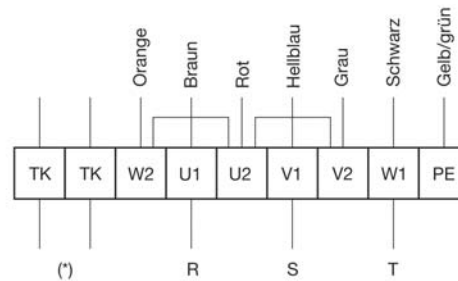 Orange Braun Rot Hellblau Grau Schwarz Gelb/grün
TK TK W2 U1 U2 V1 V2 W1 PE
(*) R S T